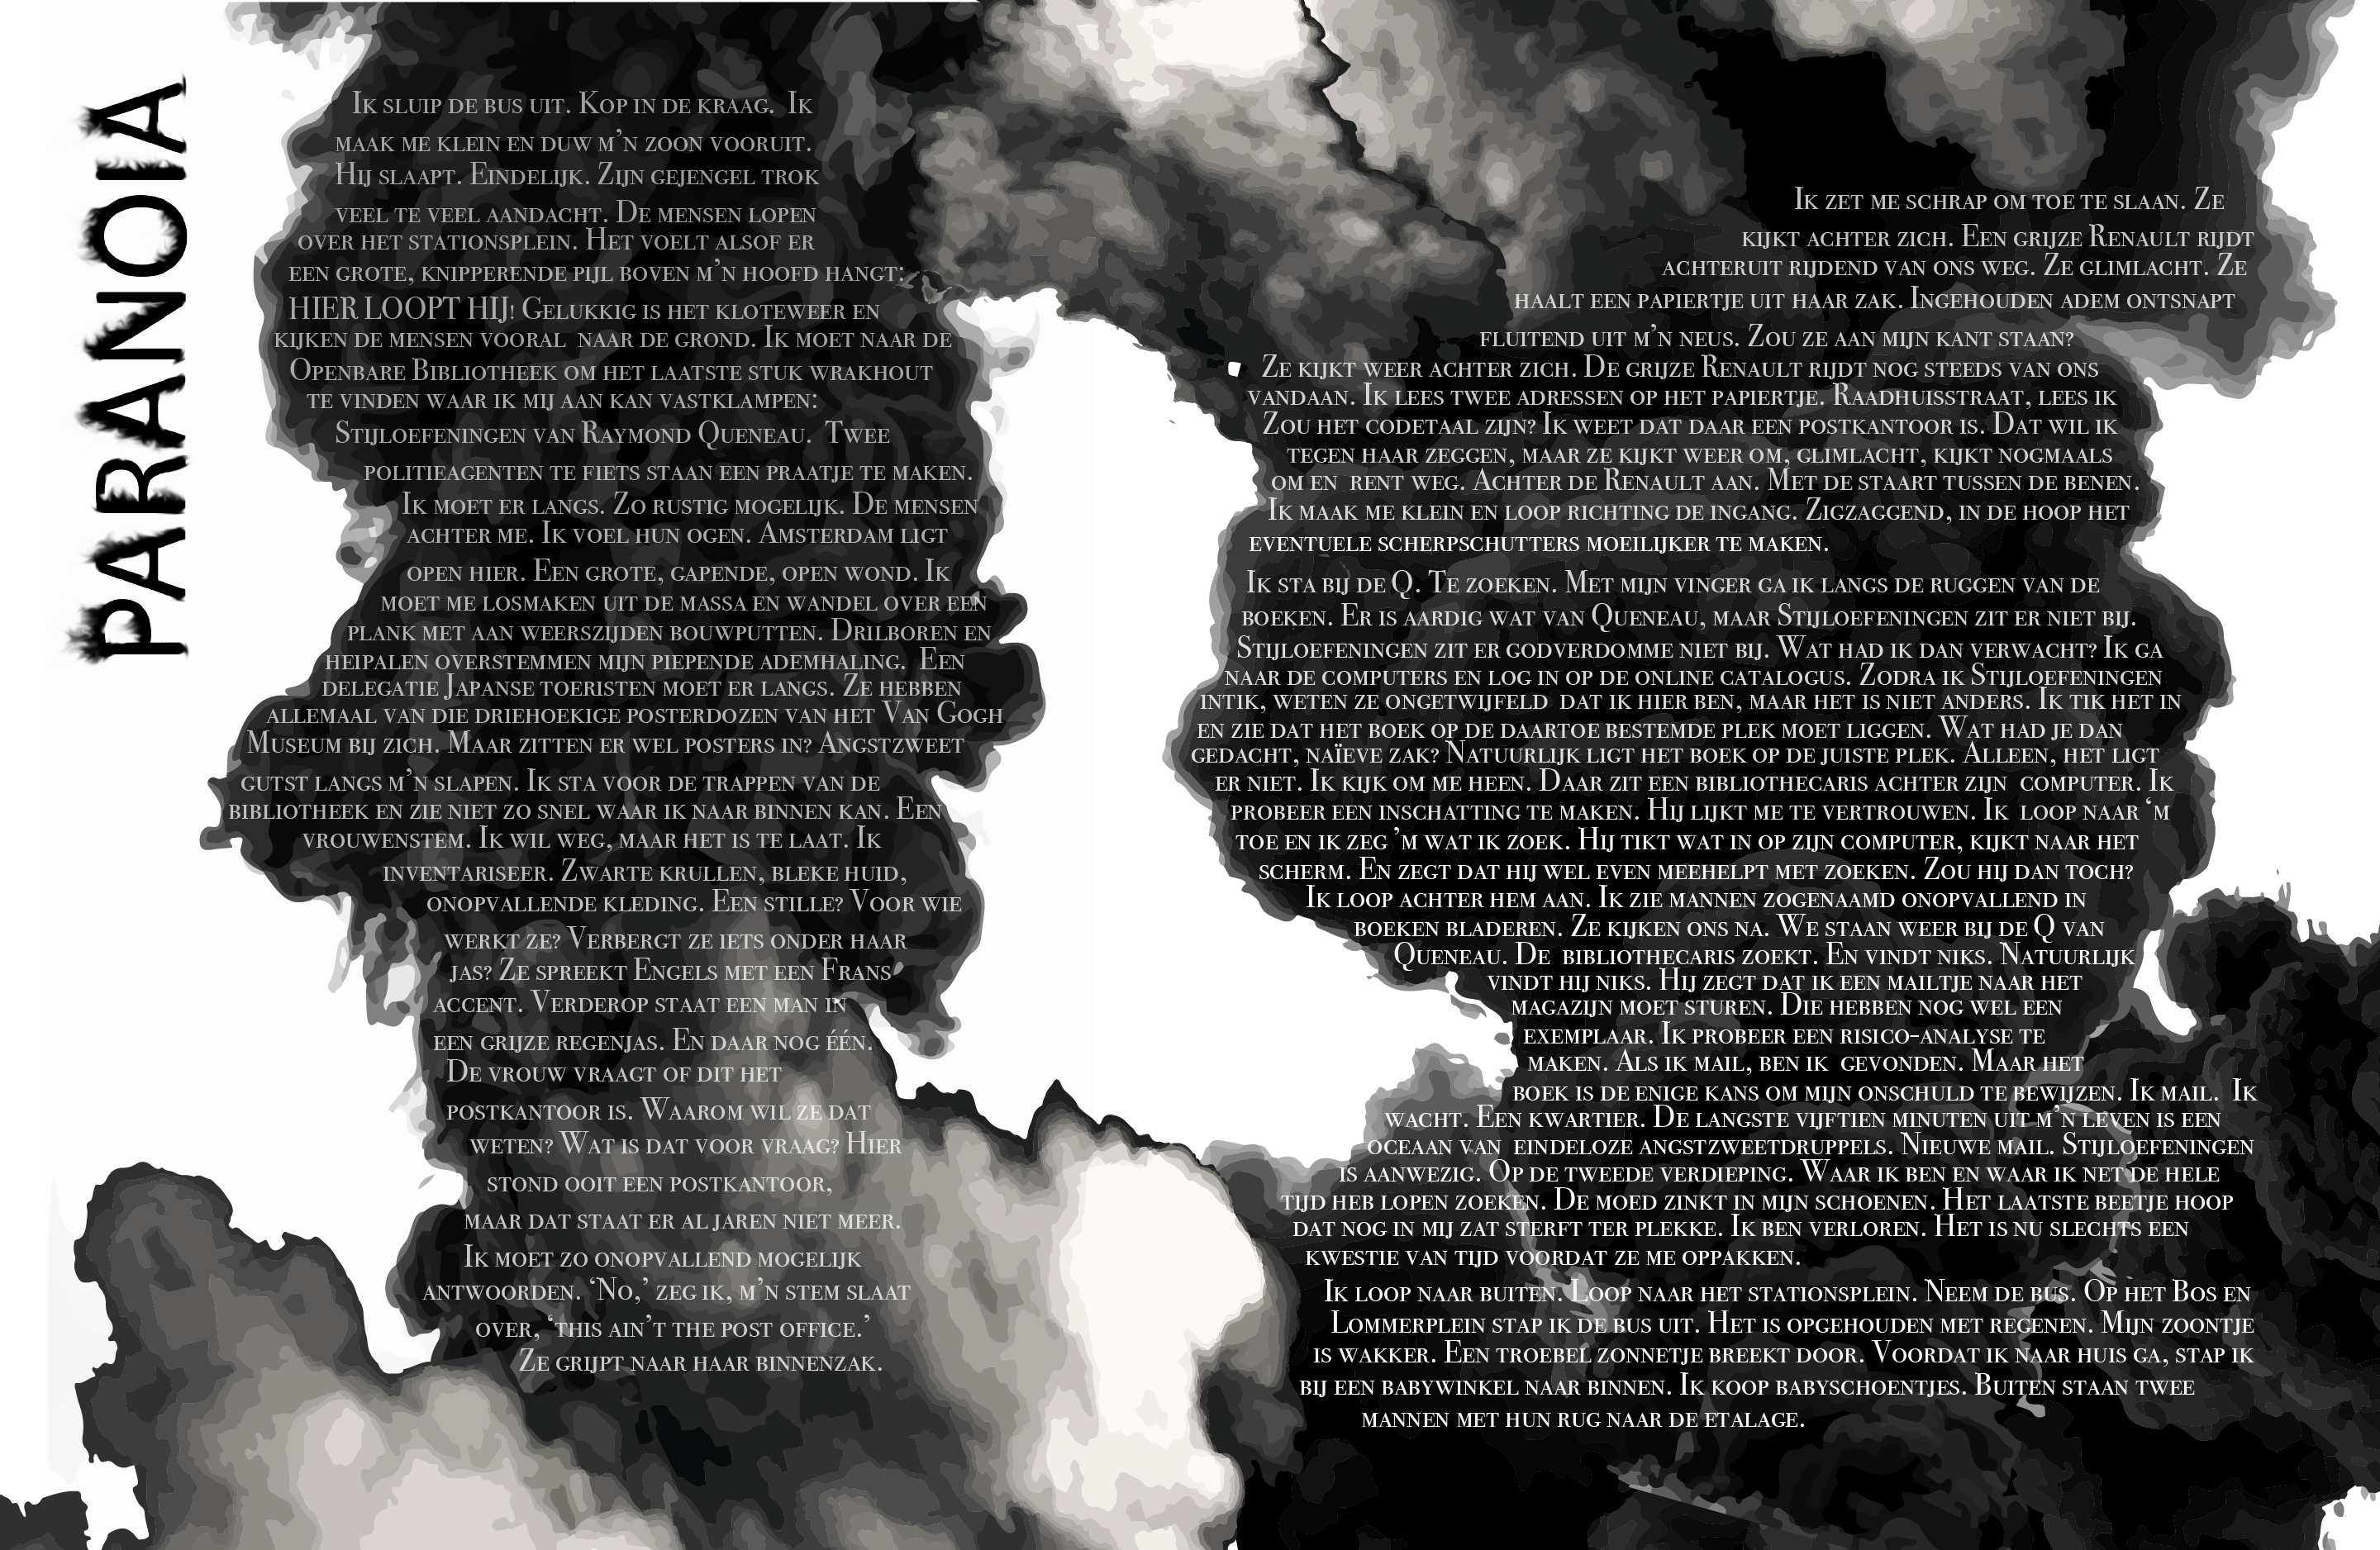 PARANOIA
Ik sluip de bus uit. Kop in de kraag. Ik
maak me klein en duw m'n zoon vooruit.
Hij slaapt. Eindelijk. Zijn gejengel trok
veel te veel aandacht. De mensen lopen
over het stationsplein. Het voelt alsof er
een grote, knipperende pijl boven m'n hoofd hangt:
HIER LOOPT HIJ! Gelukkig is het kloteweer en
kijken de mensen vooral naar de grond. Ik moet naar de
Openbare Bibliotheek om het laatste stuk wrakhout
te vinden waar ik mij aan kan vastklampen:
Stijloefeningen van Raymond Queneau. Twee
politieagenten te fiets staan een praatje te maken.
Ik moet er langs. Zo rustig mogelijk. De mensen
achter me. Ik voel hun ogen. Amsterdam ligt
open hier. Een grote, gapende, open wond. Ik
moet me losmaken uit de massa en wandel over een
plank met aan weerszijden bouwputten. Drilboren en
heipalen overstemmen mijn piepende ademhaling. Een
delegatie Japanse toeristen moet er langs. Ze hebben
allemaal van die driehoekige posterdozen van het Van Gogh
Museum bij zich. Maar zitten er wel posters in? Angstzweet
gutst langs m'n slapen. Ik sta voor de trappen van de
bibliotheek en zie niet zo snel waar ik naar binnen kan. Een
vrouwenstem. Ik wil weg, maar het is te laat. Ik
inventariseer. Zwarte krullen, bleke huid,
onopvallende kleding. Een stille? Voor wie
werkt ze? Verbergt ze iets onder haar
jas? Ze spreekt Engels met een Frans
accent. Verderop staat een man in
een grijze regenjas. En daar nog één.
De vrouw vraagt of dit het
postkantoor is. Waarom wil ze dat
weten? Wat is dat voor vraag? Hier
stond ooit een postkantoor,
maar dat staat er al jaren niet meer.
Ik moet zo onopvallend mogelijk
antwoorden. 'No,' zeg ik, m'n stem slaat
over, 'this ain't the post office.'
Ze grijpt naar haar binnenzak.
Ik zet me schrap om toe te slaan. Ze
kijkt achter zich. Een grijze Renault rijdt
achteruit rijdend van ons weg. Ze glimlacht. Ze
haalt een papiertje uit haar zak. Ingehouden adem ontsnapt
fluitend uit m'n neus. Zou ze aan mijn kant staan?
Ze kijkt weer achter zich. De grijze Renault rijdt nog steeds van ons
vandaan. Ik lees twee adressen op het papiertje. Raadhuisstraat, lees ik
Zou het codetaal zijn? Ik weet dat daar een postkantoor is. Dat wil ik
tegen haar zeggen, maar ze kijkt weer om, glimlacht, kijkt nogmaals
om en rent weg. Achter de Renault aan. Met de staart tussen de benen.
Ik maak me klein en loop richting de ingang. Zigzaggend, in de hoop het
eventuele scherpschutters moeilijker te maken.
Ik sta bij de Q. Te zoeken. Met mijn vinger ga ik langs de ruggen van de
boeken. Er is aardig wat van Queneau, maar Stijloefeningen zit er niet bij.
Stijloefeningen zit er godverdomme niet bij. Wat had ik dan verwacht? Ik ga
naar de computers en log in op de online catalogus. Zodra ik Stijloefeningen
intik, weten ze ongetwijfeld dat ik hier ben, maar het is niet anders. Ik tik het in
en zie dat het boek op de daartoe bestemde plek moet liggen. Wat had je dan
gedacht, naïeve zak? Natuurlijk ligt het boek op de juiste plek. Alleen, het ligt
er niet. Ik kijk om me heen. Daar zit een bibliothecaris achter zijn computer. Ik
probeer een inschatting te maken. Hij lijkt me te vertrouwen. Ik loop naar 'm
toe en ik zeg 'm wat ik zoek. Hij tikt wat in op zijn computer, kijkt naar het
scherm. En zegt dat hij wel even meehelpt met zoeken. Zou hij dan toch?
Ik loop achter hem aan. Ik zie mannen zogenaamd onopvallend in
boeken bladeren. Ze kijken ons na. We staan weer bij de Q van
Queneau. De bibliothecaris zoekt. En vindt niks. Natuurlijk
vindt hij niks. Hij zegt dat ik een mailtje naar het
magazijn moet sturen. Die hebben nog wel een
exemplaar. Ik probeer een risico-analyse te
maken. Als ik mail, ben ik gevonden. Maar het
boek is de enige kans om mijn onschuld te bewijzen. Ik mail. Ik
wacht. Een kwartier. De langste vijftien minuten uit m'n leven is een
oceaan van eindeloze angstzweetdruppels. Nieuwe mail. Stijloefeningen
is aanwezig. Op de tweede verdieping. Waar ik ben en waar ik net de hele
tijd heb lopen zoeken. De moed zinkt in mijn schoenen. Het laatste beetje hoop
dat nog in mij zat sterft ter plekke. Ik ben verloren. Het is nu slechts een
kwestie van tijd voordat ze me oppakken.
Ik loop naar buiten. Loop naar het stationsplein. Neem de bus. Op het Bos en
Lommerplein stap ik de bus uit. Het is opgehouden met regenen. Mijn zoontje
is wakker. Een troebel zonnetje breekt door. Voordat ik naar huis ga, stap ik
bij een babywinkel naar binnen. Ik koop babyschoentjes. Buiten staan twee
mannen met hun rug naar de etalage.